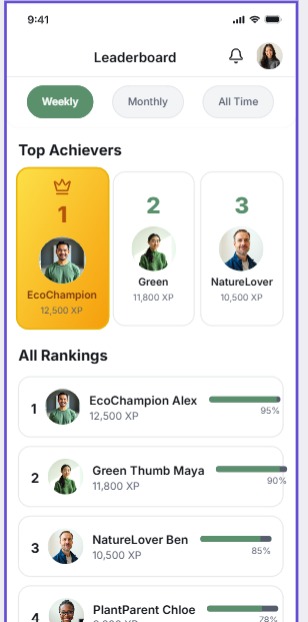 9:41
Leaderboard
Weekly
Monthly
All Time
Top Achievers
1
EcoChampion
12,500 XP
2
Green
11,800 XP
3
NatureLover
10,500 XP
All Rankings
1
EcoChampion Alex
12,500 XP
95%
2
Green Thumb Maya
11,800 XP
90%
3
NatureLover Ben
10,500 XP
85%
4
PlantParent Chloe
78%